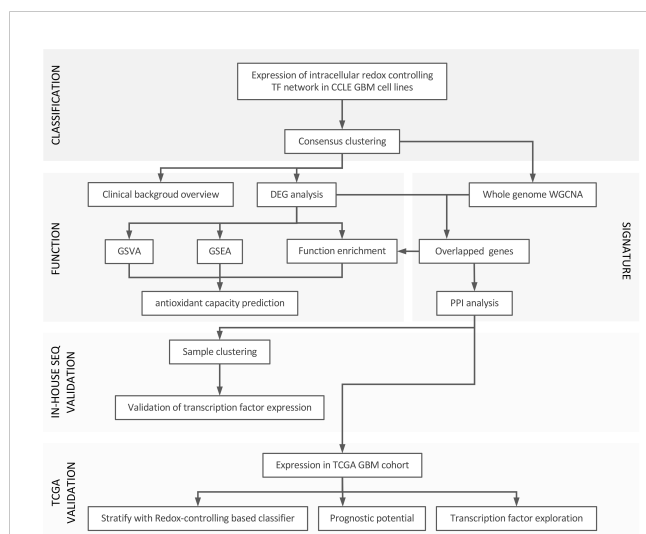 CLASSIFICATION
Expression of intracellular redox controlling
TF network in CCLE GBM cell lines
Consensus clustering
FUNCTION
Clinical backgroud overview
DEG analysis
Whole genome WGCNA
SIGNATURE
GSVA
GSEA
Function enrichment
Overlapped genes
antioxidant capacity prediction
PPI analysis
IN-HOUSE SEQ
VALIDATION
Sample clustering
Validation of transcription factor expression
TCGA
VALIDATION
Expression in TCGA GBM cohort
Stratify with Redox-controlling based classifier
Prognostic potential
Transcription factor exploration